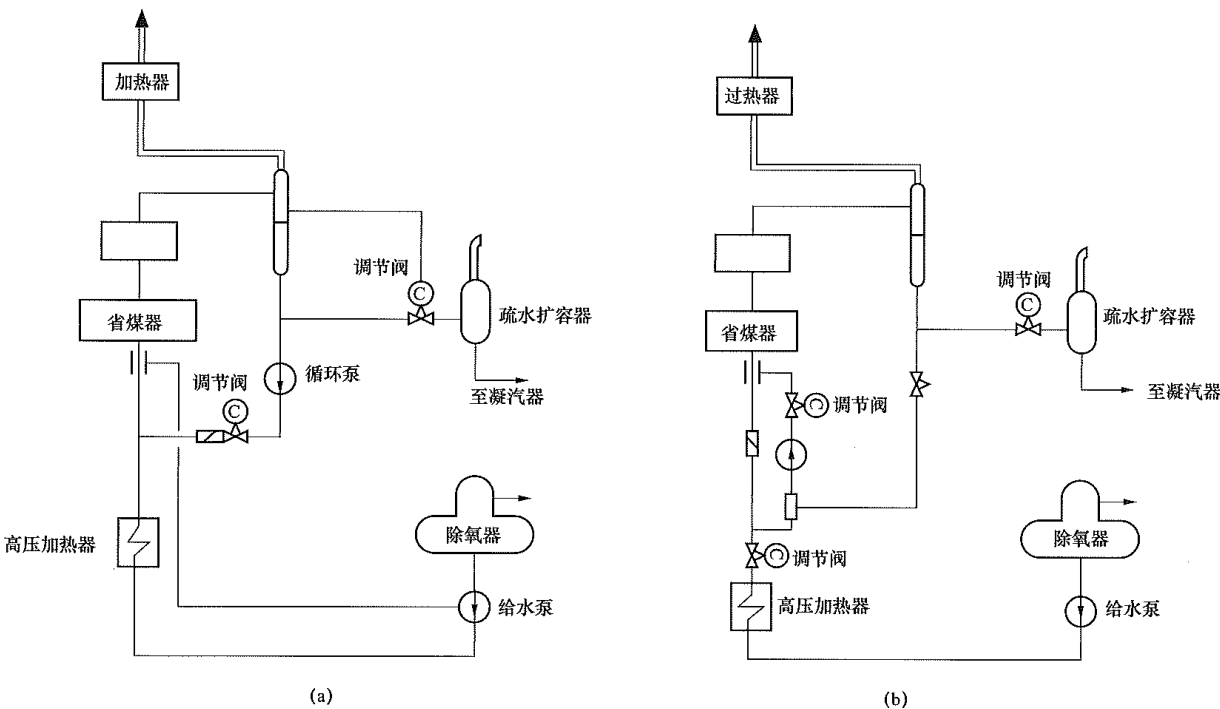 加热器
调节阀
C
省煤器
疏水扩容器
循环泵
调节阀
C
至凝汽器
高压加热器
除氧器
给水泵
(a)
过热器
调节阀
C
省煤器
疏水扩容器
C
调节阀
至凝汽器
除氧器
C
调节阀
高压加热器
给水泵
(b)